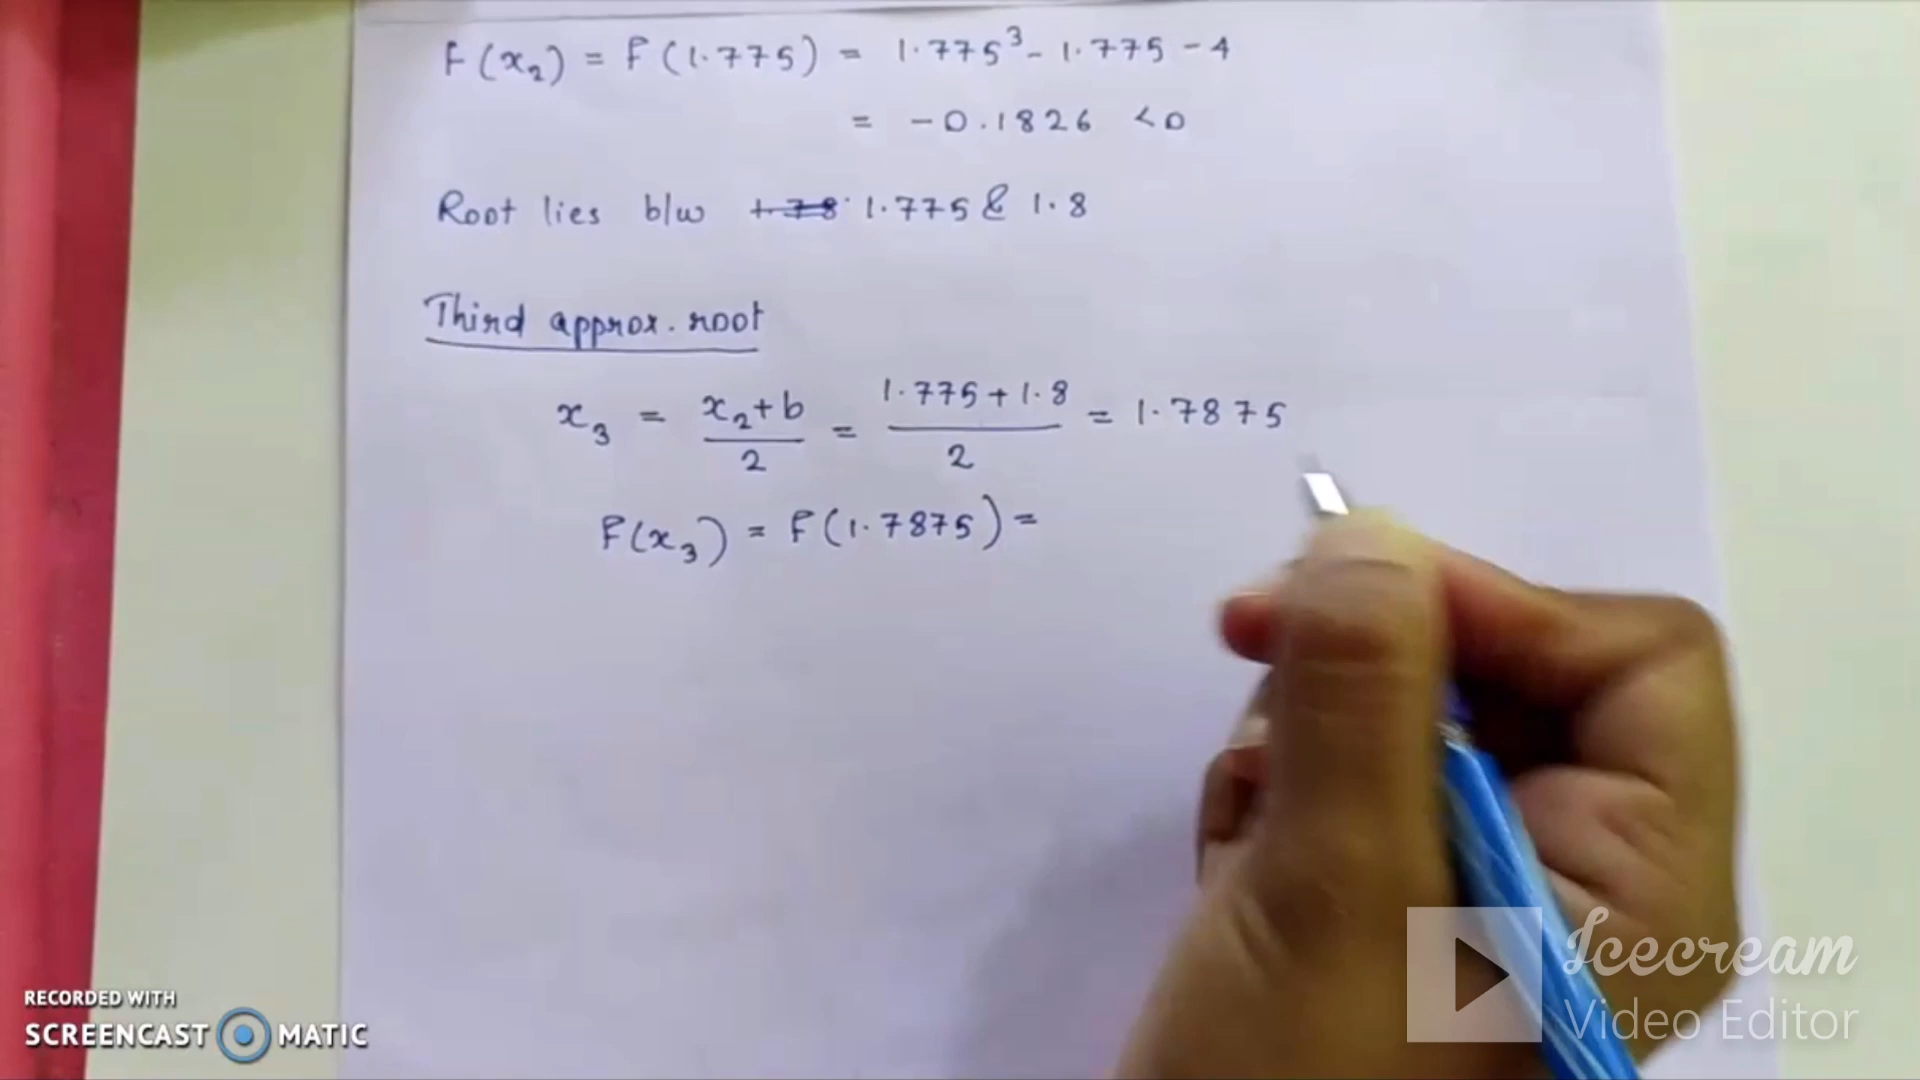 F(x₂) = F(1.775) = 1.775³ - 1.775 - 4
= -0.1826 <0
Root lies b/w 1.78 1.775 & 1.8
Third approx. root
x₃ = x₂+b/2 = 1.775+1.8/2 = 1.7875
F(x₃) = F(1.7875) =
RECORDED WITH
SCREENCAST MATIC
Icecream
Video Editor